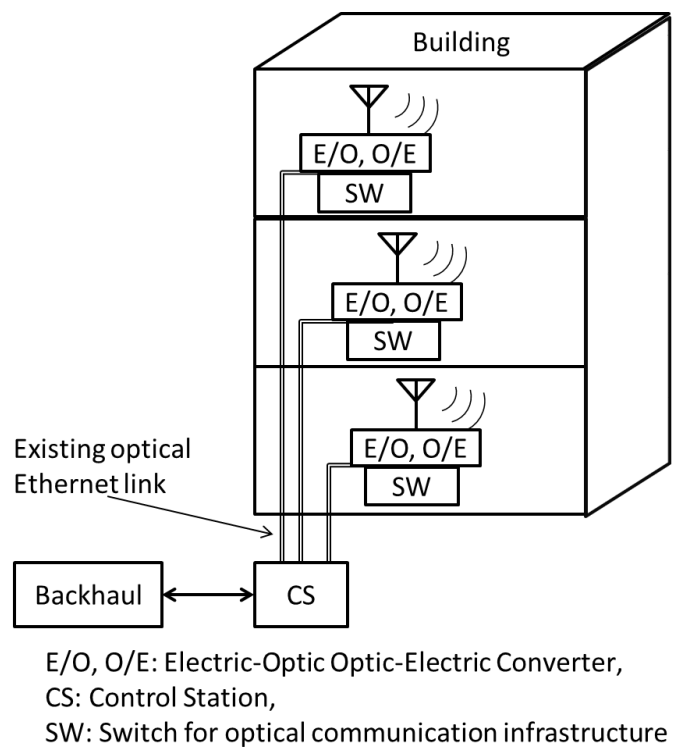 Building
E/O, O/E
SW
E/O, O/E
SW
E/O, O/E
SW
Existing optical
Ethernet link
Backhaul
CS
E/O, O/E: Electric-Optic Optic-Electric Converter,
CS: Control Station,
SW: Switch for optical communication infrastructure